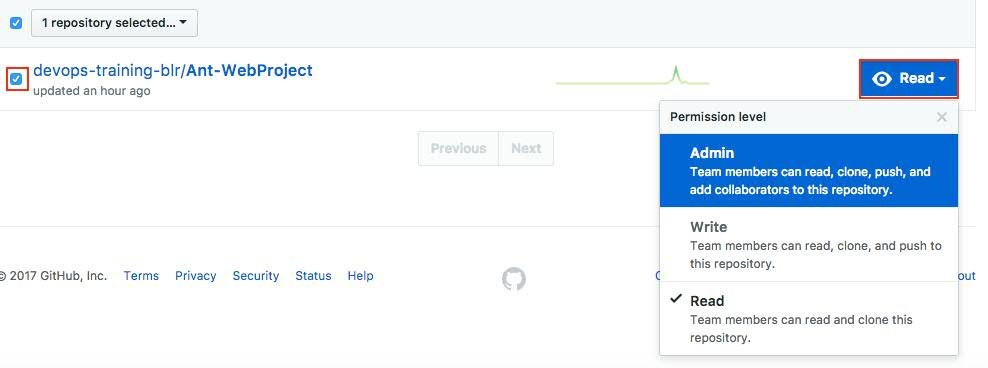 1 repository selected...
devops-training-blr/Ant-WebProject
updated an hour ago
Read
Permission level
Admin
Team members can read, clone, push, and
add collaborators to this repository.
Write
Team members can read, clone, and push to
this repository.
Read
Team members can read and clone this
repository.
Previous Next
© 2017 GitHub, Inc. Terms Privacy Security Status Help